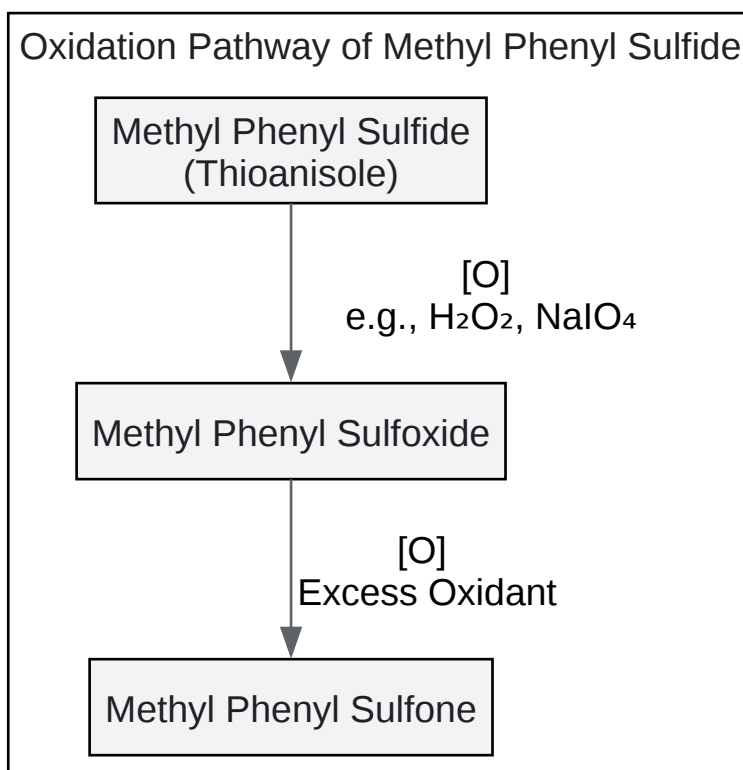 Oxidation Pathway of Methyl Phenyl Sulfide
Methyl Phenyl Sulfide
(Thioanisole)
[O]
e.g., H₂O₂, NaIO₄
Methyl Phenyl Sulfoxide
[O]
Excess Oxidant
Methyl Phenyl Sulfone